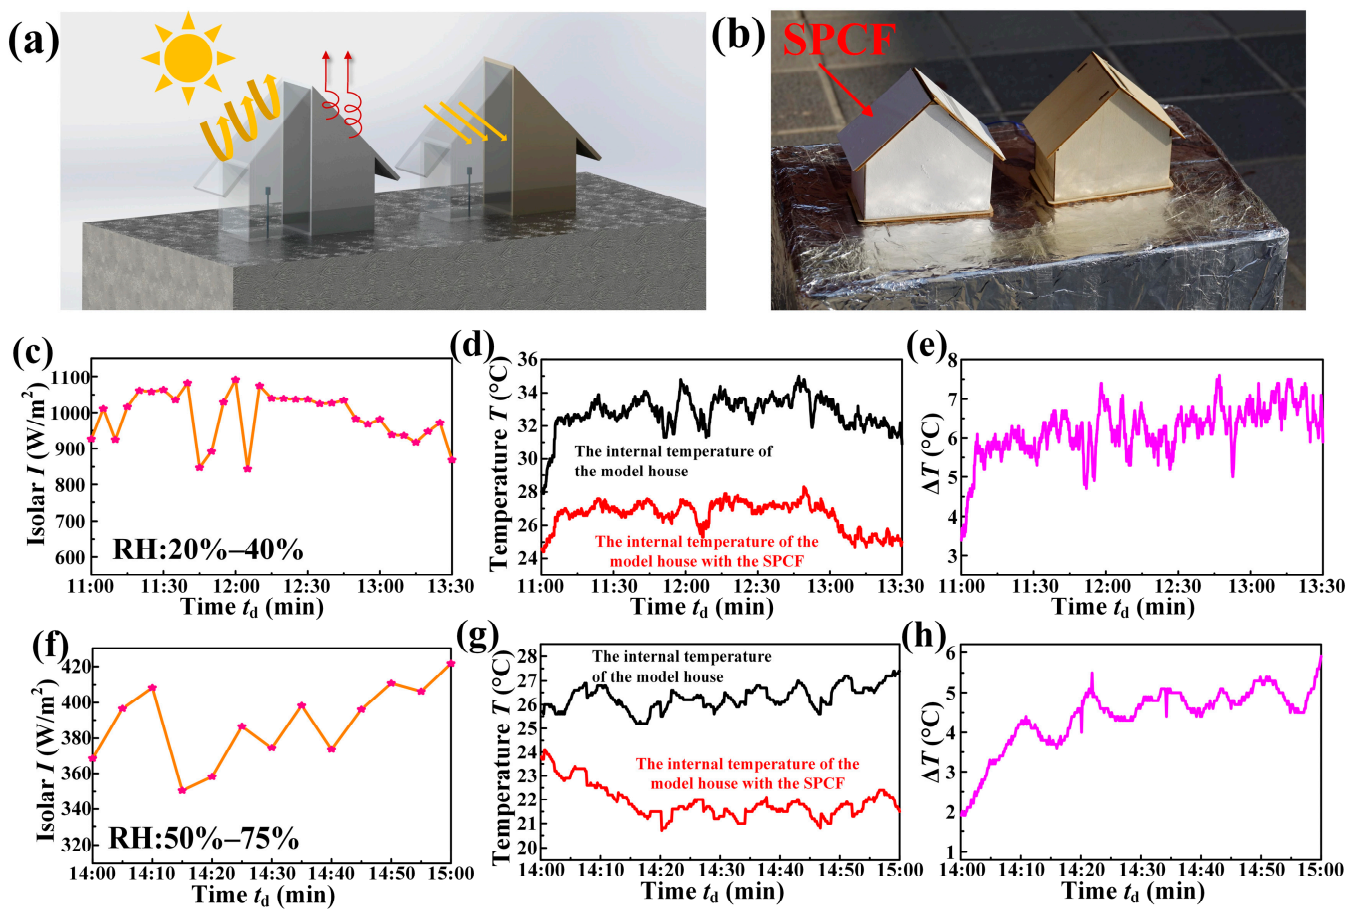 (a)
(b)
SPCF
(c)
Isolar I (W/m²)
1100
1000
900
800
700
600
RH:20%–40%
11:00 11:30 12:00 13:00 13:30
Time td (min)
(d)
Temperature T (°C)
36
34
32
30
28
26
24
The internal temperature of
the model house
The internal temperature of the
model house with the SPCF
11:00 11:30 12:00 12:30 13:00 13:30
Time td (min)
(e)
ΔT (°C)
8
7
6
5
4
3
11:00 11:30 12:00 12:30 13:00 13:30
Time td (min)
(f)
Isolar I (W/m²)
420
400
380
360
340
320
RH:50%–75%
14:00 14:10 14:20 14:30 14:40 14:50 15:00
Time td (min)
(g)
Temperature T (°C)
28
27
26
25
24
23
22
21
20
The internal temperature
of the model house
The internal temperature of the
model house with the SPCF
14:00 14:10 14:20 14:30 14:40 14:50 15:00
Time td (min)
(h)
ΔT (°C)
6
5
4
3
2
1
14:00 14:10 14:20 14:30 14:40 14:50 15:00
Time td (min)